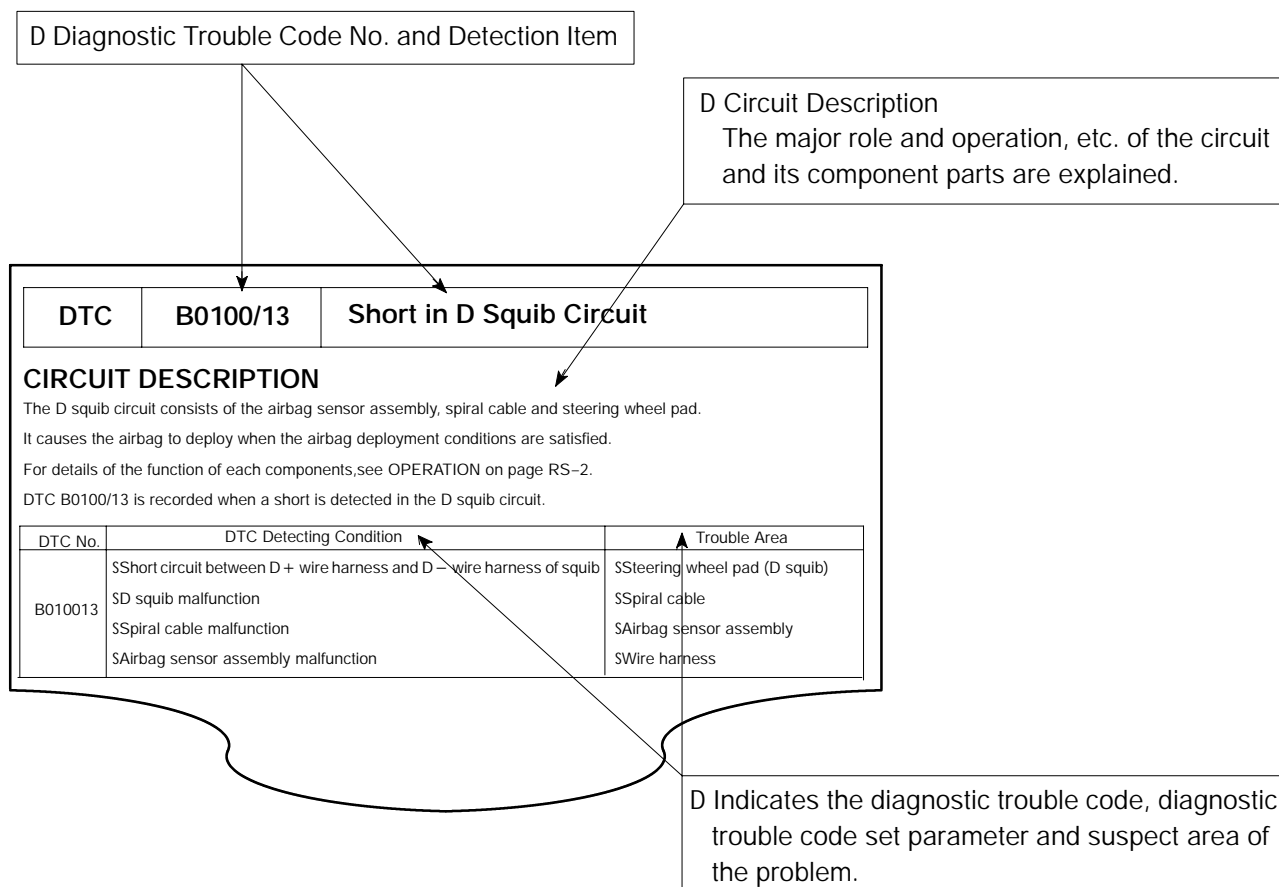 D Diagnostic Trouble Code No. and Detection Item
D Circuit Description
The major role and operation, etc. of the circuit
and its component parts are explained.
DTC B0100/13 Short in D Squib Circuit
CIRCUIT DESCRIPTION
The D squib circuit consists of the airbag sensor assembly, spiral cable and steering wheel pad.
It causes the airbag to deploy when the airbag deployment conditions are satisfied.
For details of the function of each components,see OPERATION on page RS–2.
DTC B0100/13 is recorded when a short is detected in the D squib circuit.
DTC No. DTC Detecting Condition Trouble Area
SShort circuit between D+ wire harness and D– wire harness of squib SSteering wheel pad (D squib)
B010013 SD squib malfunction SSpiral cable
SSpiral cable malfunction SAirbag sensor assembly
SAirbag sensor assembly malfunction SWire harness
D Indicates the diagnostic trouble code, diagnostic
trouble code set parameter and suspect area of
the problem.